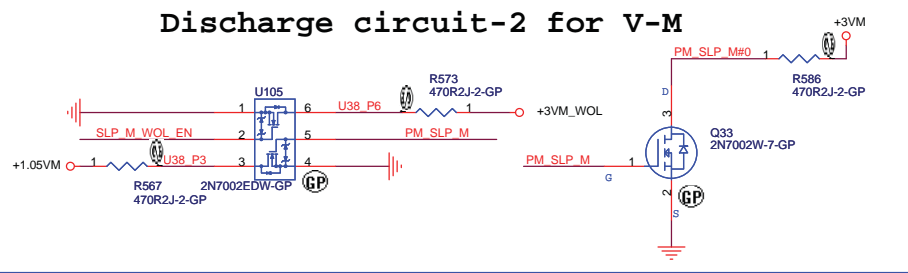 Discharge circuit-2 for V-M
+3VM
PM_SLP_M#0
1
R586
470R2J-2-GP
D
3
U105
1
6
U38_P6
R573
470R2J-2-GP
1
+3VM_WOL
SLP_M_WOL_EN
2
5
PM_SLP_M
Q33
2N7002W-7-GP
+1.05VM
1
U38_P3
3
4
R567
470R2J-2-GP
2N7002EDW-GP
GP
PM_SLP_M
1
G
2
GP
S